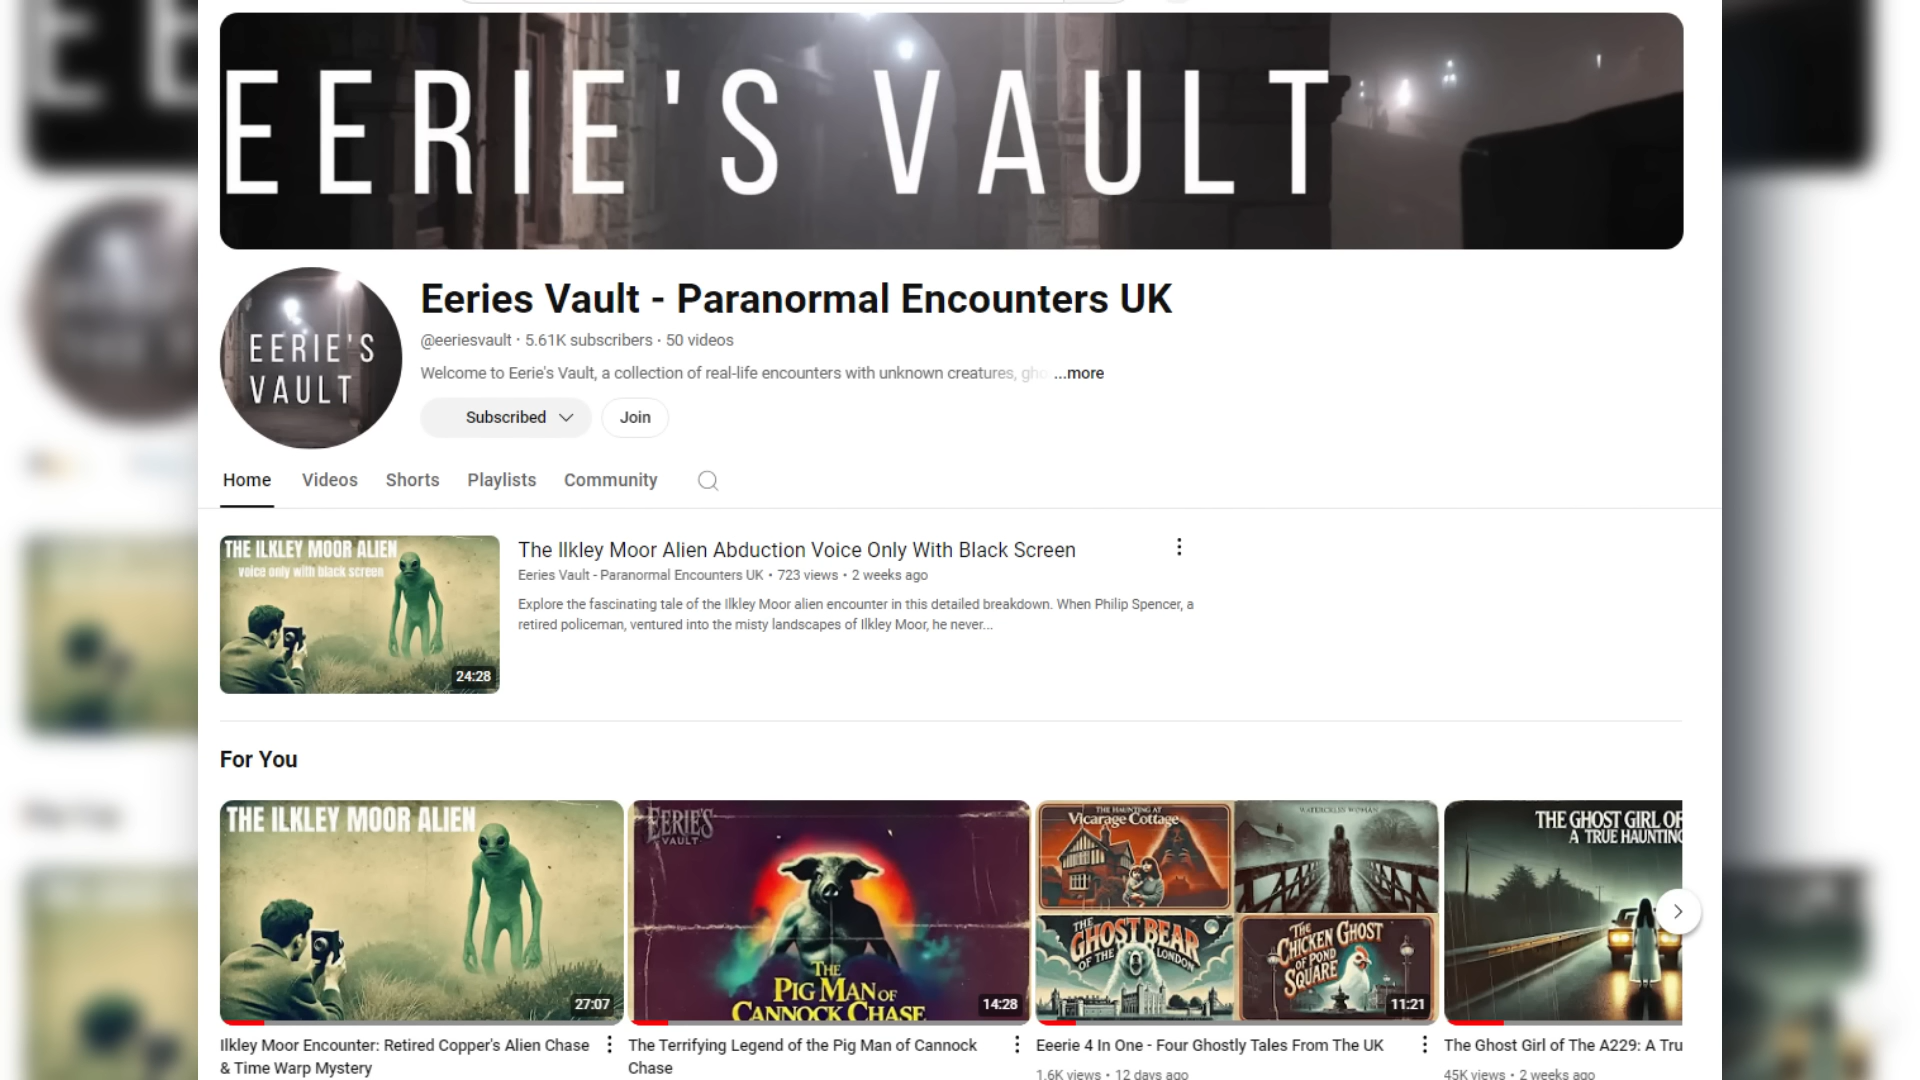 EERIE'S VAULT
EERIE'S
VAULT
Eeries Vault - Paranormal Encounters UK
@eeriesvault • 5.61K subscribers • 50 videos
Welcome to Eerie's Vault, a collection of real-life encounters with unknown creatures, gho ...more
Subscribed
Join
Home Videos Shorts Playlists Community
THE ILKLEY MOOR ALIEN
voice only with black screen
24:28
The Ilkley Moor Alien Abduction Voice Only With Black Screen
Eeries Vault - Paranormal Encounters UK • 723 views • 2 weeks ago
Explore the fascinating tale of the Ilkley Moor alien encounter in this detailed breakdown. When Philip Spencer, a
retired policeman, ventured into the misty landscapes of Ilkley Moor, he never...
For You
THE ILKLEY MOOR ALIEN
27:07
Ilkley Moor Encounter: Retired Copper's Alien Chase
& Time Warp Mystery
EERIE'S
VAULT
THE
PIG MAN OF
CANNOCK CHASE
14:28
The Terrifying Legend of the Pig Man of Cannock
Chase
THE HAUNTING AT
Vicarage Cottage
WATERCRESS WOMAN
THE
GHOST BEAR
OF THE LONDON
THE
CHICKEN GHOST
OF POND
SQUARE
11:21
Eeerie 4 In One - Four Ghostly Tales From The UK
1.6K views • 12 days ago
THE GHOST GIRL OF
A TRUE HAUNTING
The Ghost Girl of The A229: A Tru
45K views • 2 weeks ago